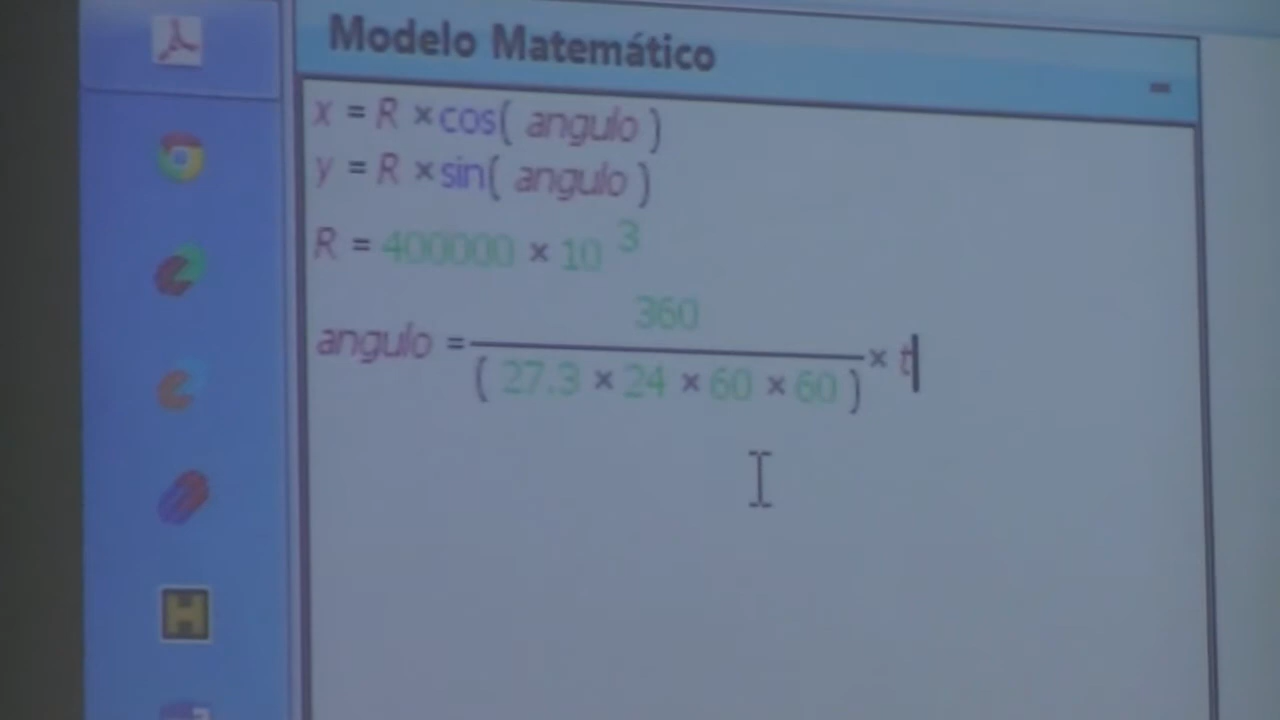 Modelo Matemático
x = R × cos( angulo )
y = R × sin( angulo )
R = 400000 × 10^3
angulo = 360 / ( 27.3 × 24 × 60 × 60 ) × t